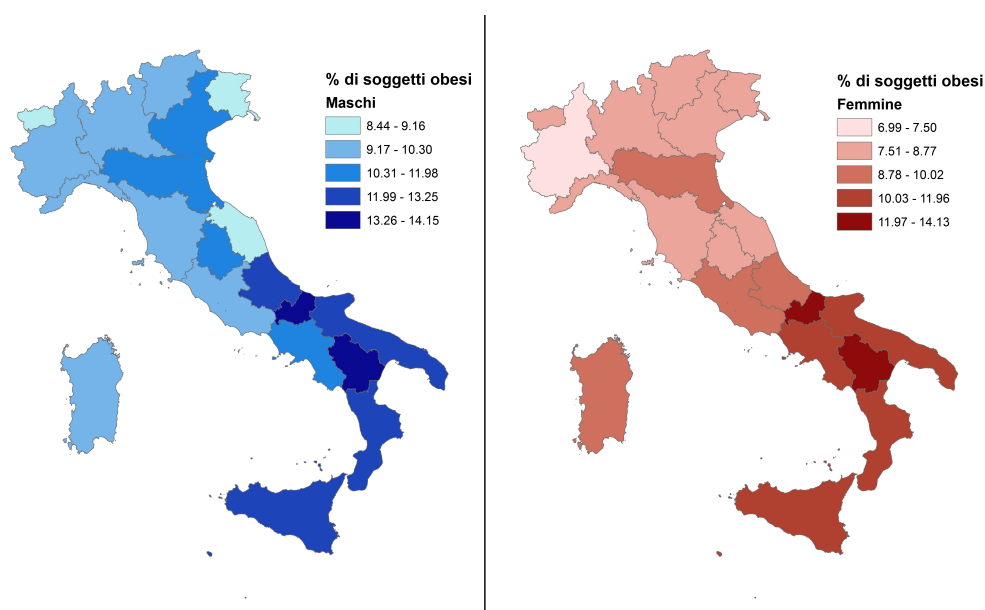 % di soggetti obesi
Maschi
8.44 - 9.16
9.17 - 10.30
10.31 - 11.98
11.99 - 13.25
13.26 - 14.15
% di soggetti obesi
Femmine
6.99 - 7.50
7.51 - 8.77
8.78 - 10.02
10.03 - 11.96
11.97 - 14.13